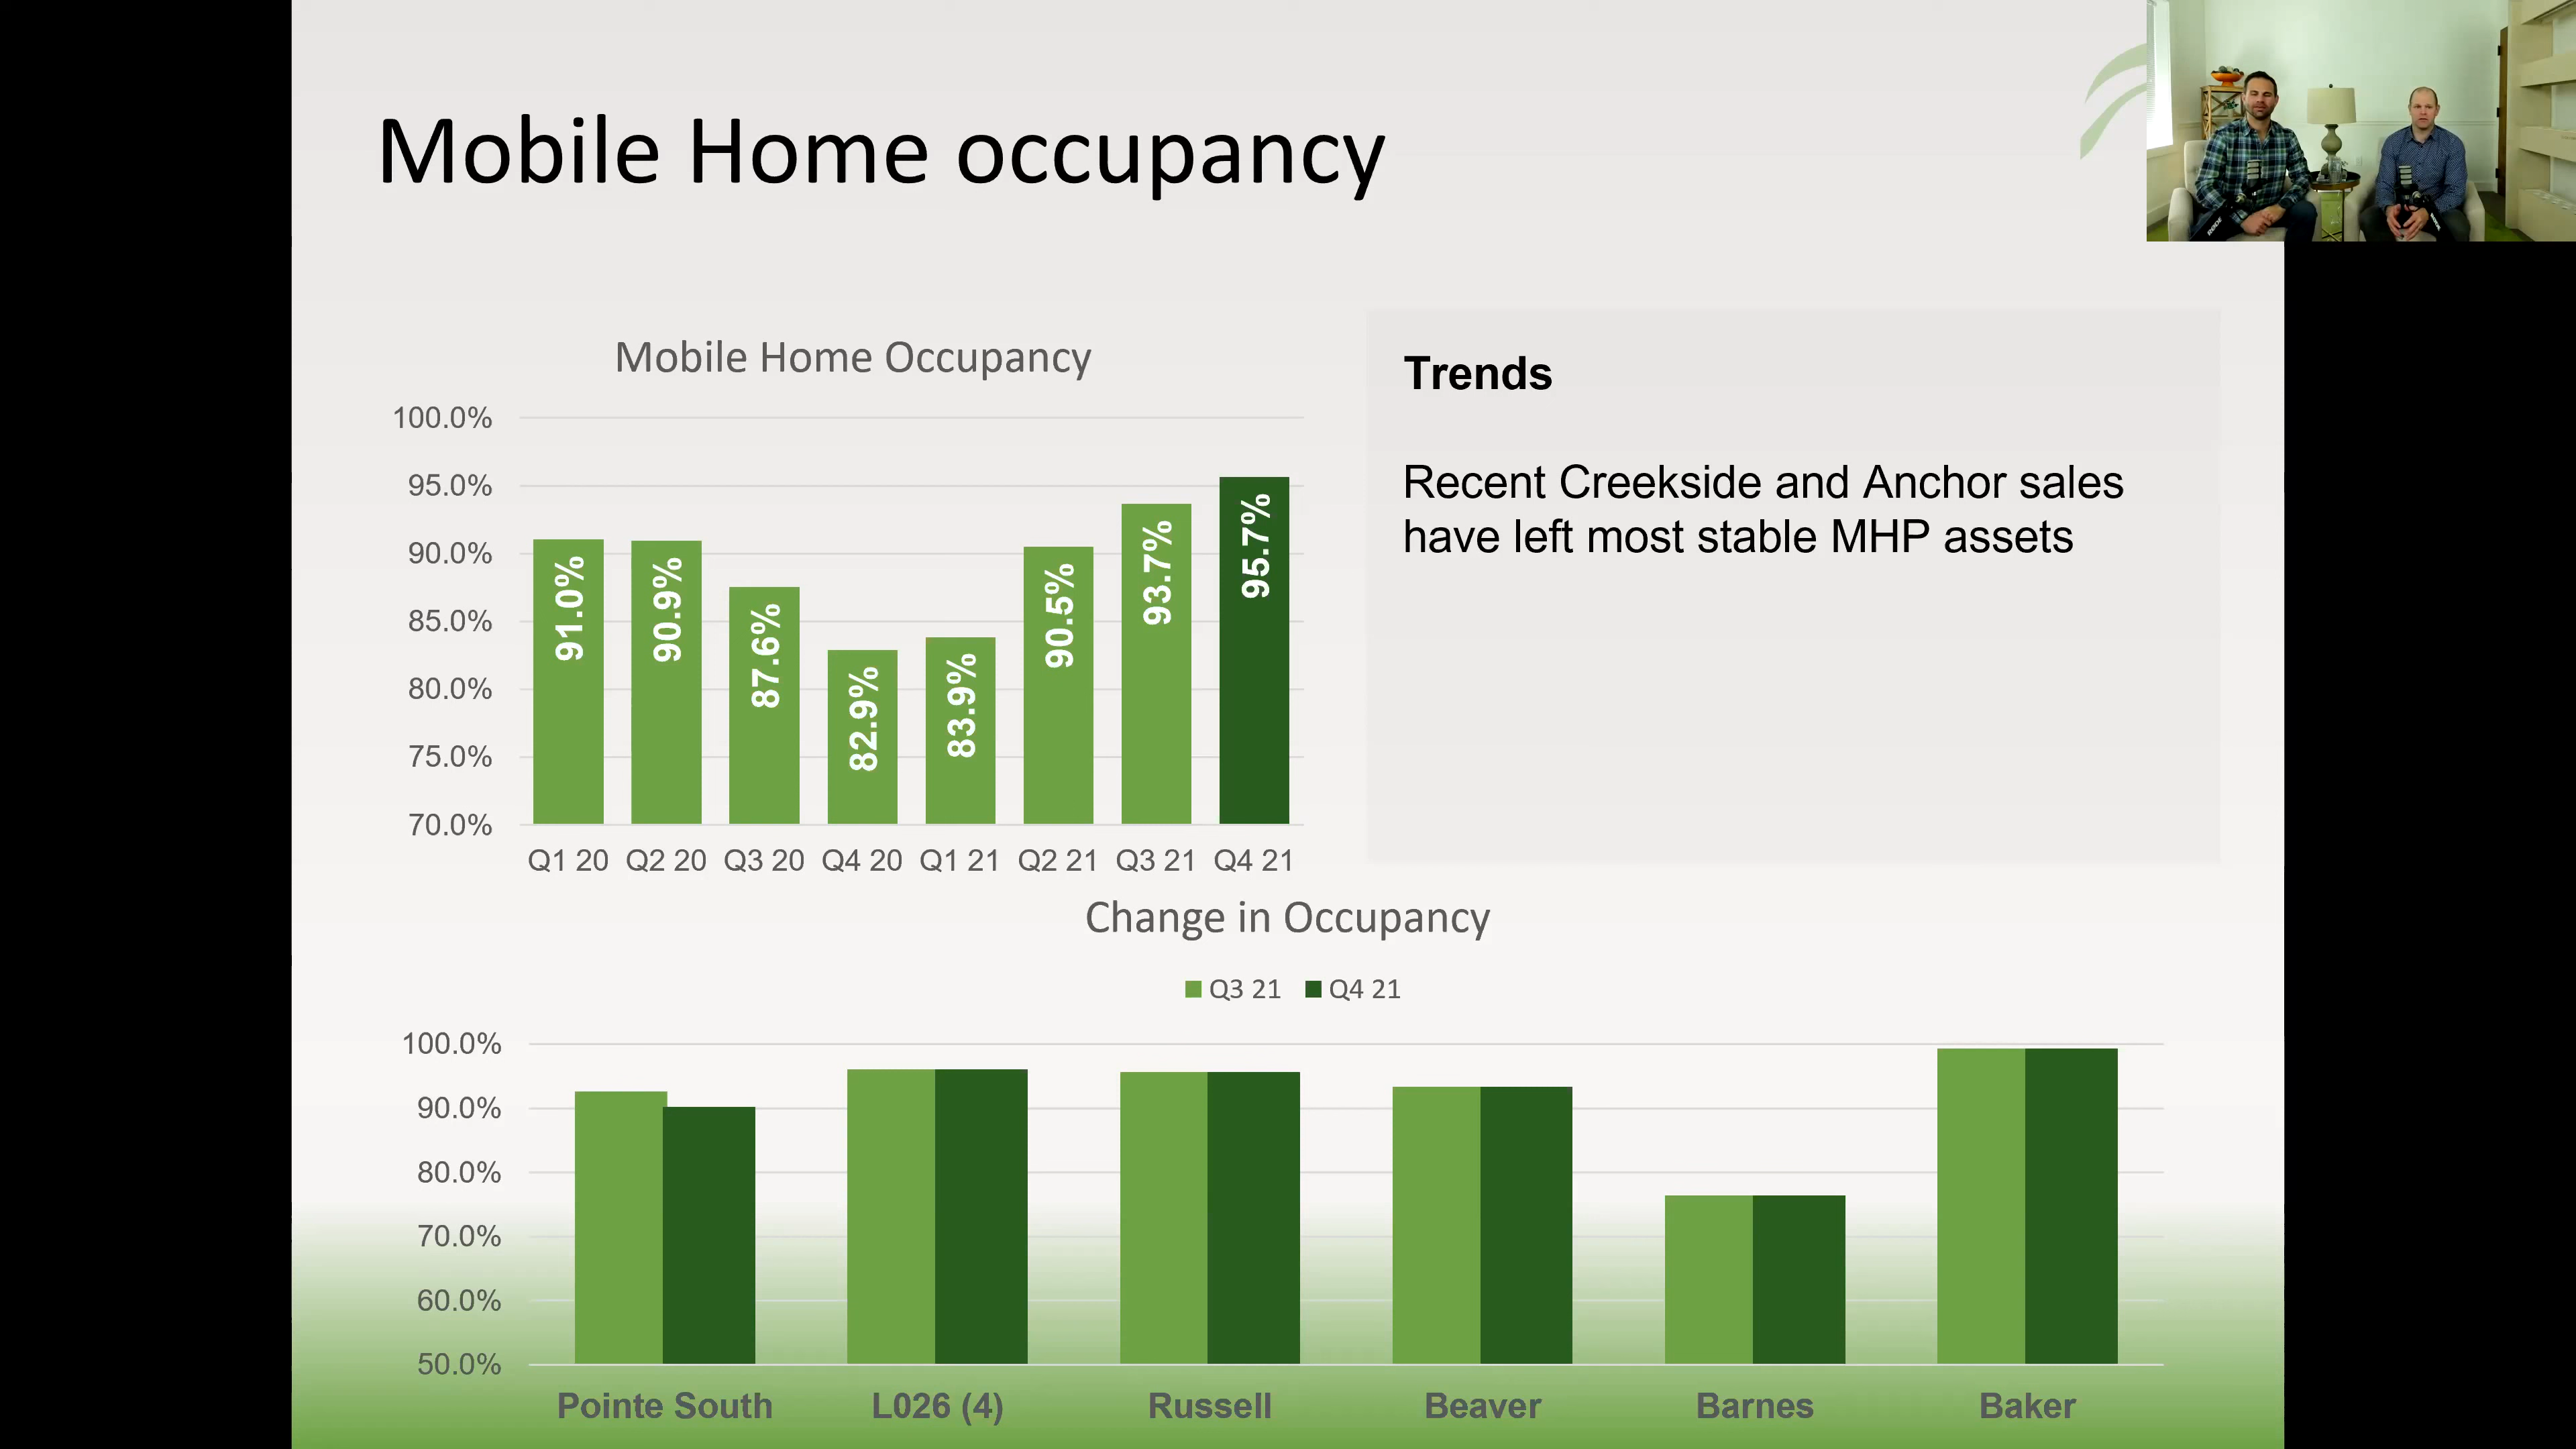 Mobile Home occupancy
Mobile Home Occupancy
100.0%
95.0%
90.0%
85.0%
80.0%
75.0%
70.0%
91.0%
90.9%
87.6%
82.9%
83.9%
90.5%
93.7%
95.7%
Q1 20 Q2 20 Q3 20 Q4 20 Q1 21 Q2 21 Q3 21 Q4 21
Trends
Recent Creekside and Anchor sales
have left most stable MHP assets
Change in Occupancy
Q3 21 Q4 21
100.0%
90.0%
80.0%
70.0%
60.0%
50.0%
Pointe South L026 (4) Russell Beaver Barnes Baker